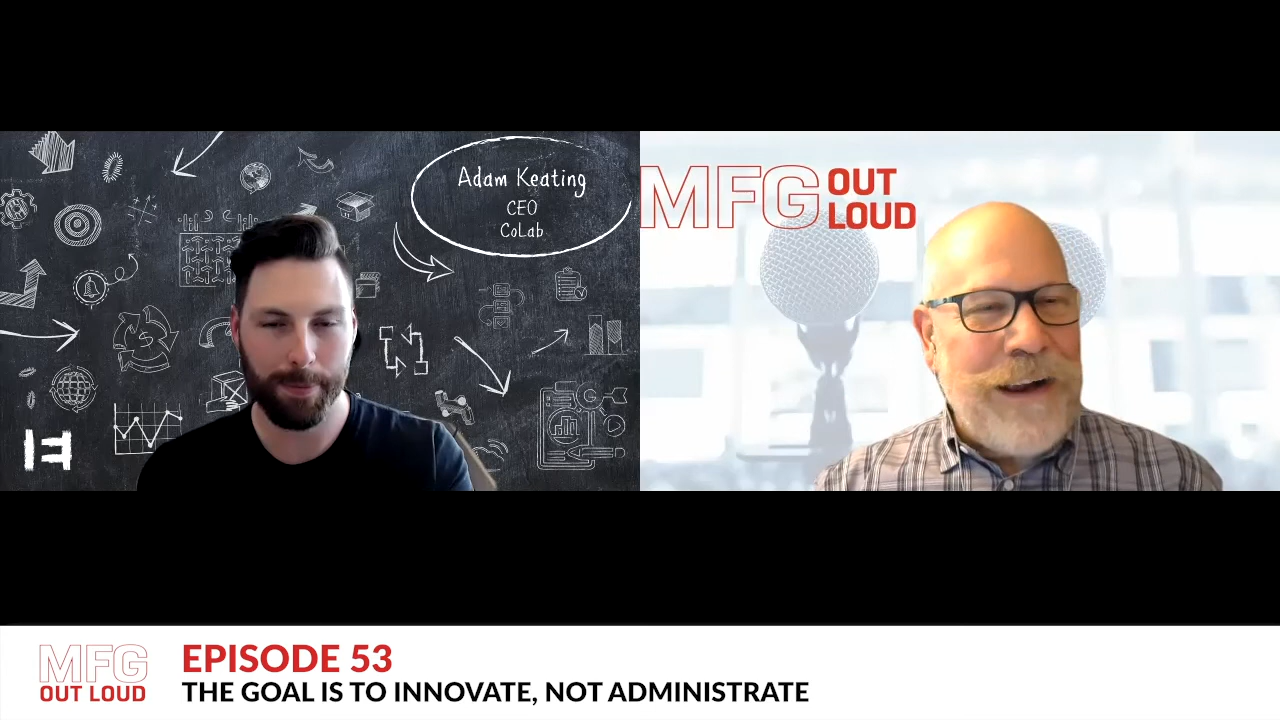 Adam Keating
CEO
CoLab
MFG OUT
LOUD
MFG
OUT LOUD
EPISODE 53
THE GOAL IS TO INNOVATE, NOT ADMINISTRATE